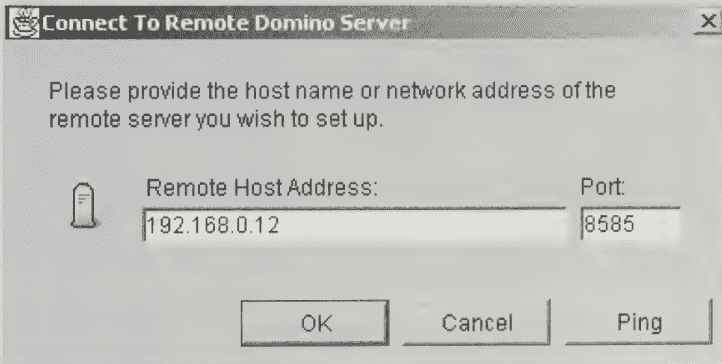 Connect To Remote Domino Server
Please provide the host name or network address of the
remote server you wish to set up.
Remote Host Address: Port:
192.168.0.12 8585
OK Cancel Ping